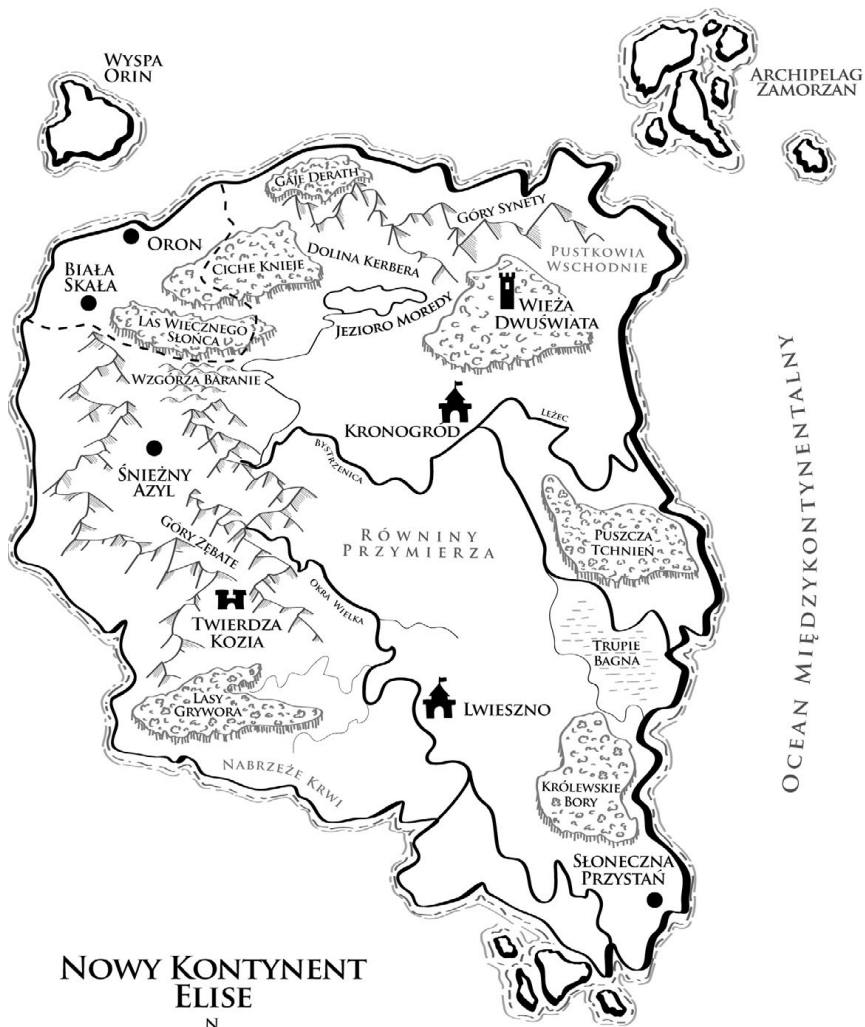 Wyspa
Orin
Archipelag
Zamorzan
Gaje Derath
Góry Synety
Oron
Ciche Knieje
Dolina Kerbera
Pustkowia
Wschodnie
Biała
Skała
Wieża
Dwuświata
Las Wiecznego
Słońca
Jezioro Moredy
Wzgórza Baranie
Kronogród
Leżec
Bystrzenica
Śnieżny
Azyl
Ocean Międzykontynentalny
Góry Zębate
Równiny
Przymierza
Puszcza
Tchnień
Okra Wielka
Twierdza
Kozia
Trupie
Bagna
Lasy
Grywora
Lwieszno
Nabrzeże Krwi
Królewskie
Bory
Słoneczna
Przystań
Nowy Kontynent
Elise
N